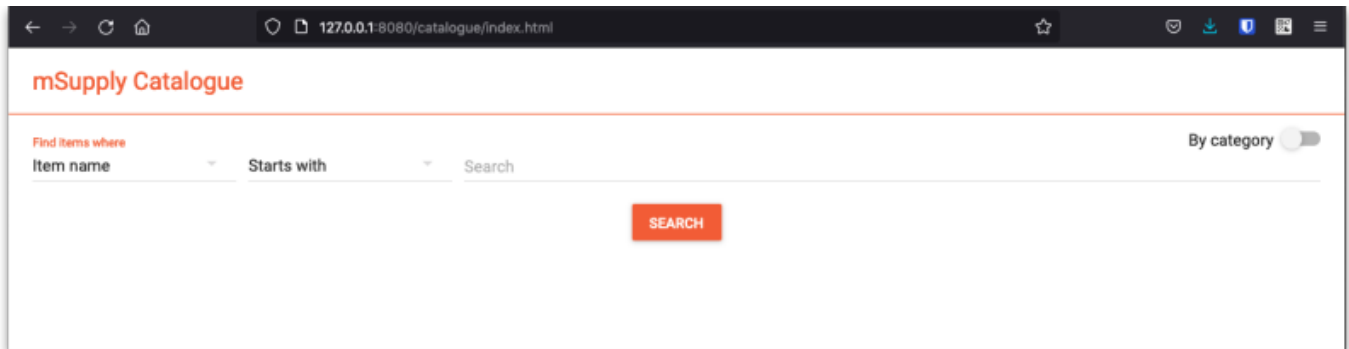 127.0.0.1:8080/catalogue/index.html
mSupply Catalogue
Find items where
By category
Item name
Starts with
Search
SEARCH